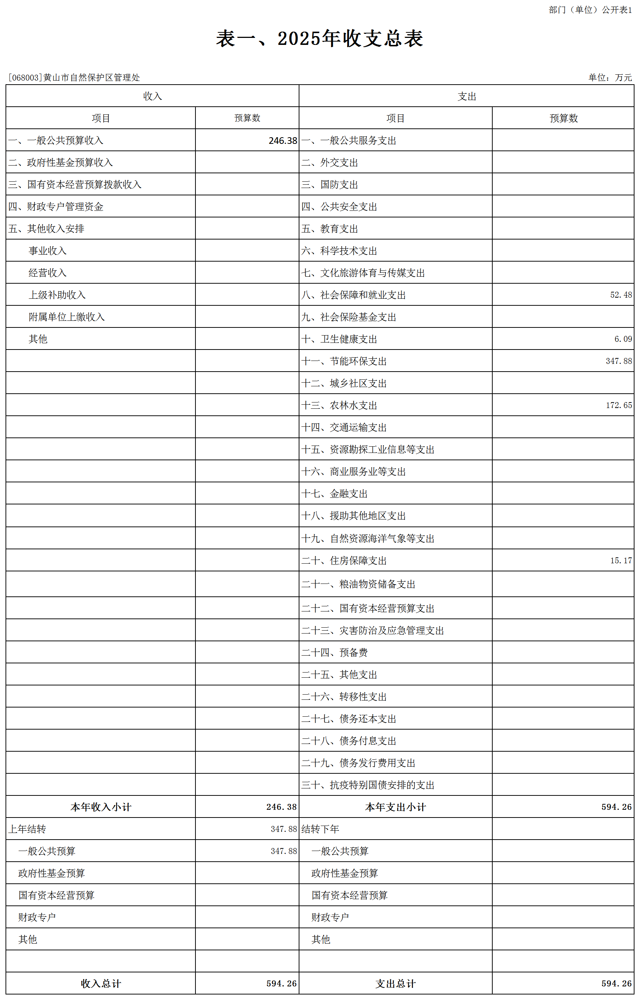 部门（单位）公开表1
表一、2025年收支总表
[068003]黄山市自然保护区管理处 单位：万元
收入 支出
项目 预算数 项目 预算数
一、一般公共预算收入 246.38 一、一般公共服务支出
二、政府性基金预算收入 二、外交支出
三、国有资本经营预算拨款收入 三、国防支出
四、财政专户管理资金 四、公共安全支出
五、其他收入安排 五、教育支出
事业收入 六、科学技术支出
经营收入 七、文化旅游体育与传媒支出
上级补助收入 八、社会保障和就业支出 52.48
附属单位上缴收入 九、社会保险基金支出
其他 十、卫生健康支出 6.09
十一、节能环保支出 347.88
十二、城乡社区支出
十三、农林水支出 172.65
十四、交通运输支出
十五、资源勘探工业信息等支出
十六、商业服务业等支出
十七、金融支出
十八、援助其他地区支出
十九、自然资源海洋气象等支出
二十、住房保障支出 15.17
二十一、粮油物资储备支出
二十二、国有资本经营预算支出
二十三、灾害防治及应急管理支出
二十四、预备费
二十五、其他支出
二十六、转移性支出
二十七、债务还本支出
二十八、债务付息支出
二十九、债务发行费用支出
三十、抗疫特别国债安排的支出
本年收入小计 246.38 本年支出小计 594.26
上年结转 347.88 结转下年
一般公共预算 347.88 一般公共预算
政府性基金预算 政府性基金预算
国有资本经营预算 国有资本经营预算
财政专户 财政专户
其他 其他
收入总计 594.26 支出总计 594.26